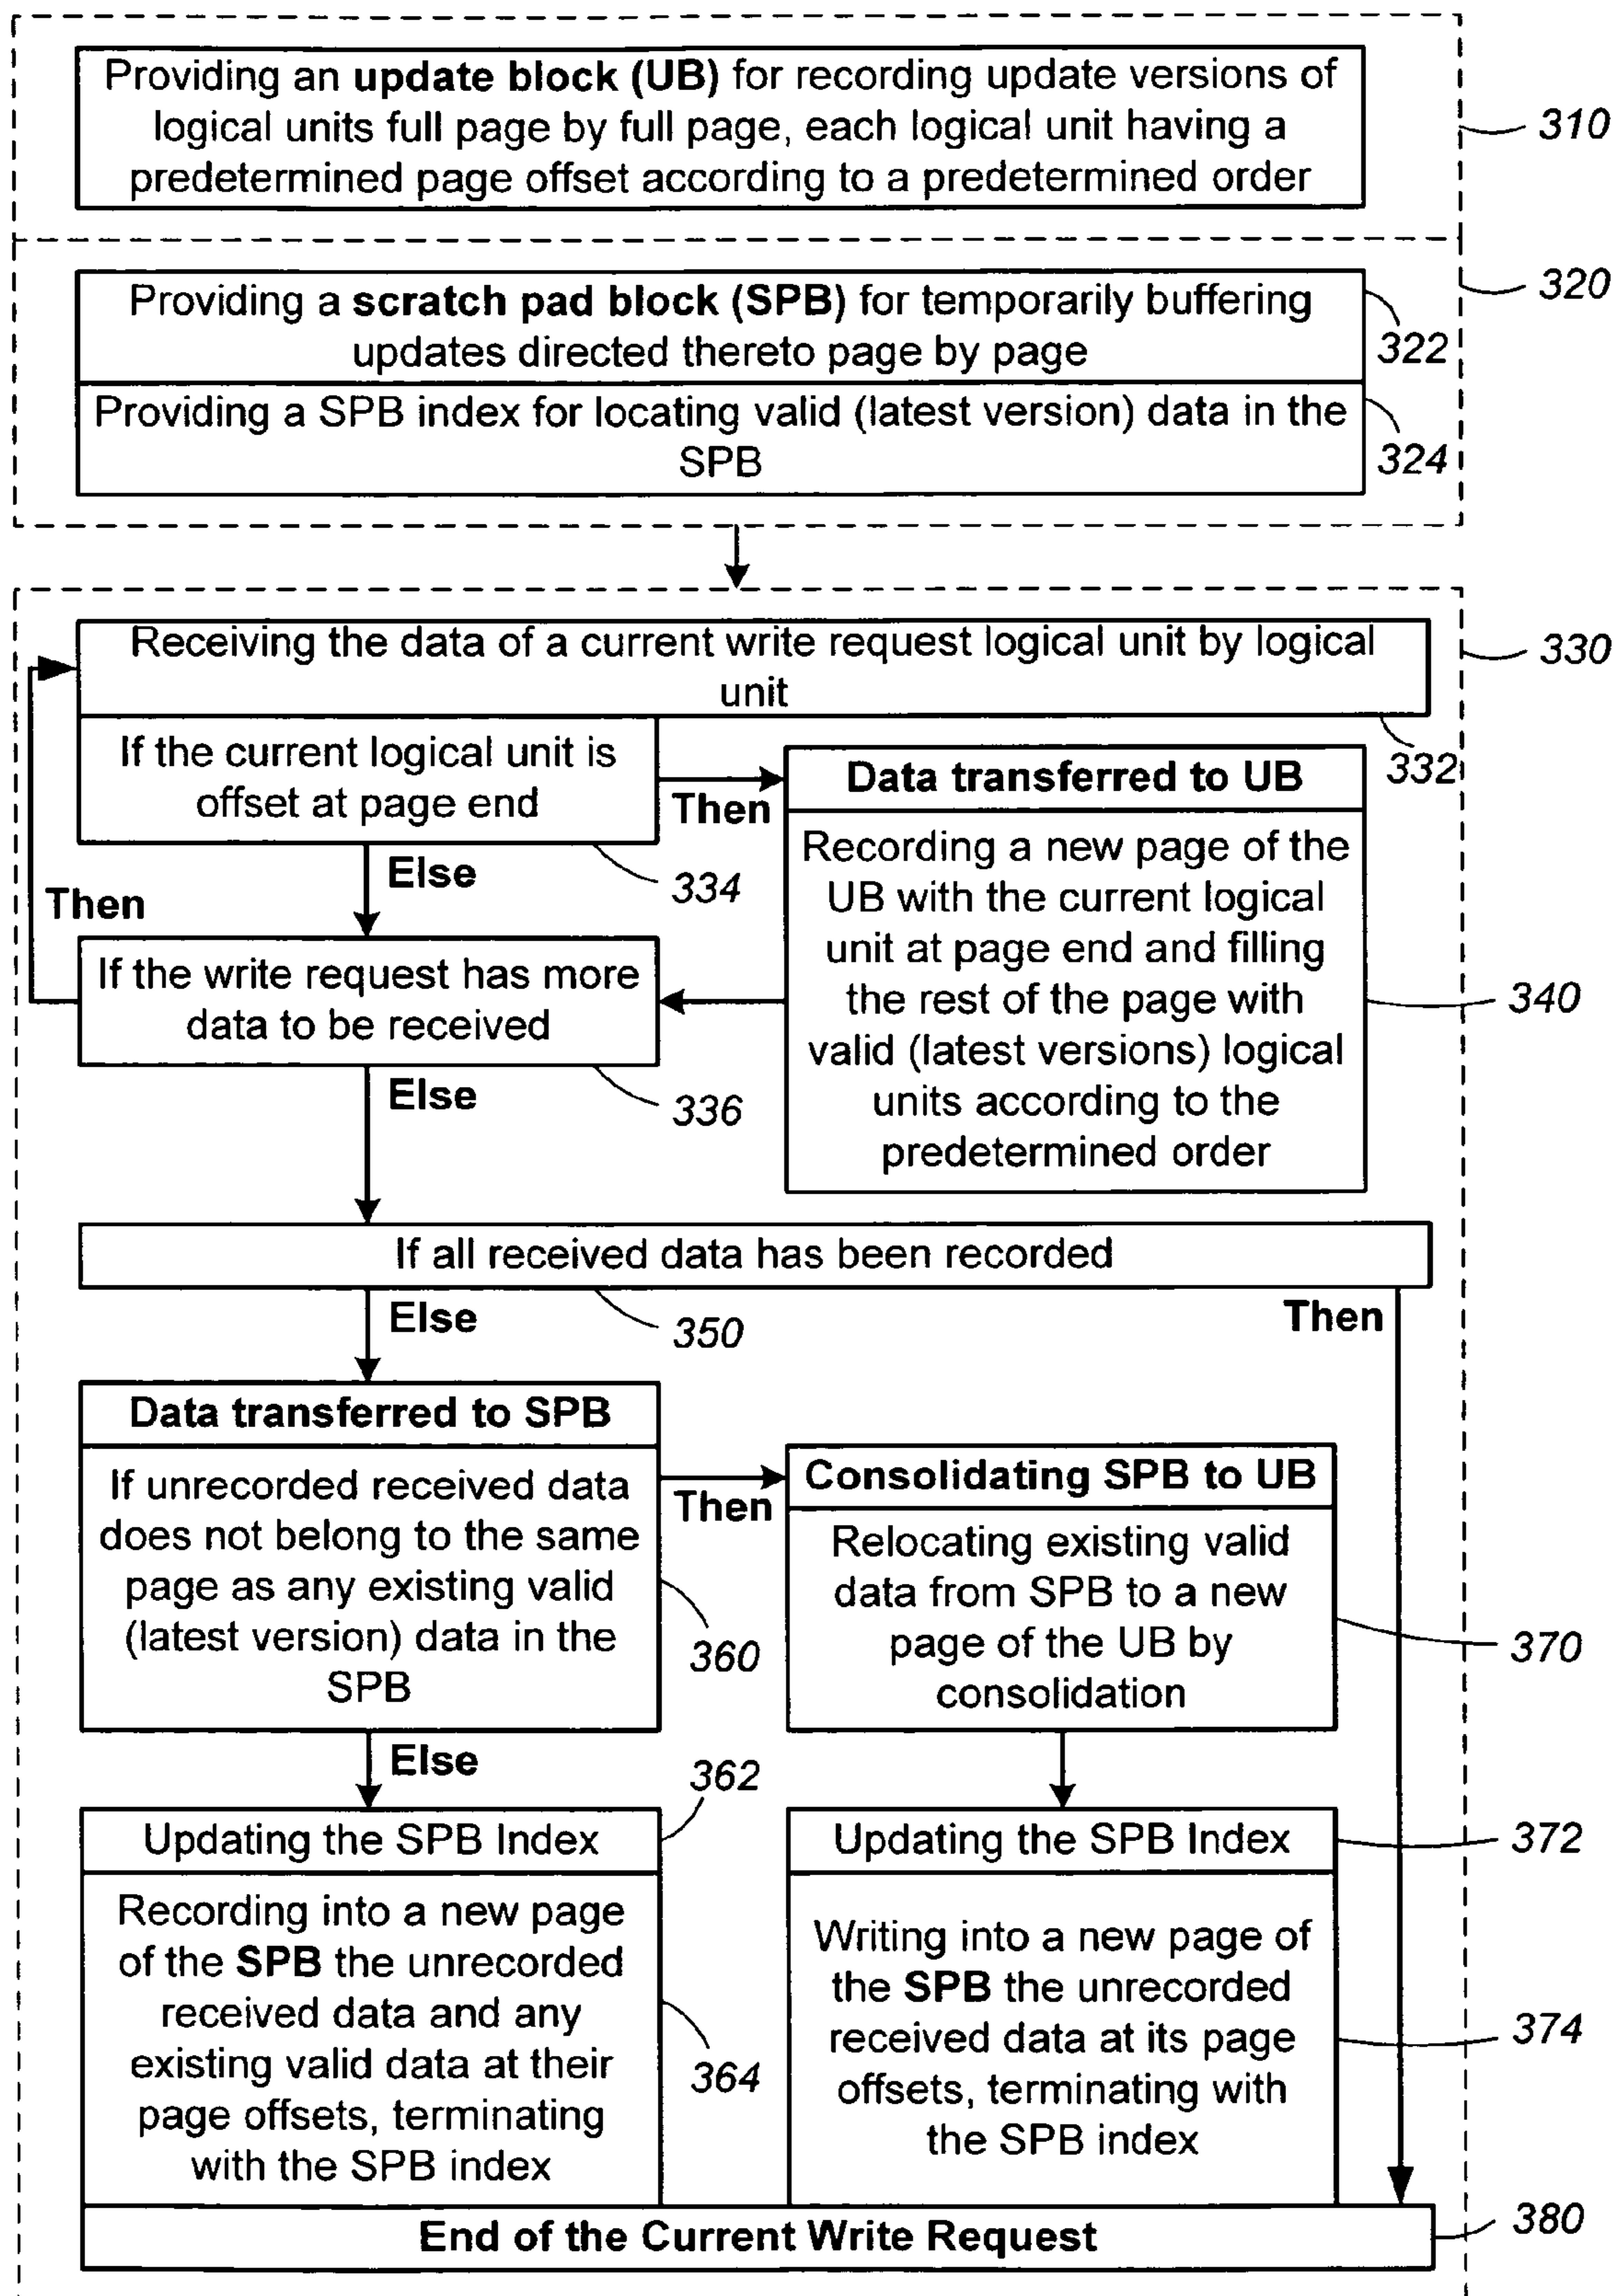 Providing an update block (UB) for recording update versions of
logical units full page by full page, each logical unit having a
predetermined page offset according to a predetermined order
310
320
Providing a scratch pad block (SPB) for temporarily buffering
updates directed thereto page by page
322
Providing a SPB index for locating valid (latest version) data in the
SPB
324
Receiving the data of a current write request logical unit by logical
unit
330
332
If the current logical unit is
offset at page end
Then
Else
334
Data transferred to UB
Recording a new page of the
UB with the current logical
unit at page end and filling
the rest of the page with
valid (latest versions) logical
units according to the
predetermined order
340
Then
If the write request has more
data to be received
Else
336
If all received data has been recorded
Else
350
Then
Data transferred to SPB
If unrecorded received data
does not belong to the same
page as any existing valid
(latest version) data in the
SPB
Then
360
Consolidating SPB to UB
Relocating existing valid
data from SPB to a new
page of the UB by
consolidation
370
Else
362
Updating the SPB Index
Recording into a new page
of the SPB the unrecorded
received data and any
existing valid data at their
page offsets, terminating
with the SPB index
364
Updating the SPB Index
372
Writing into a new page of
the SPB the unrecorded
received data at its page
offsets, terminating with
the SPB index
374
End of the Current Write Request
380